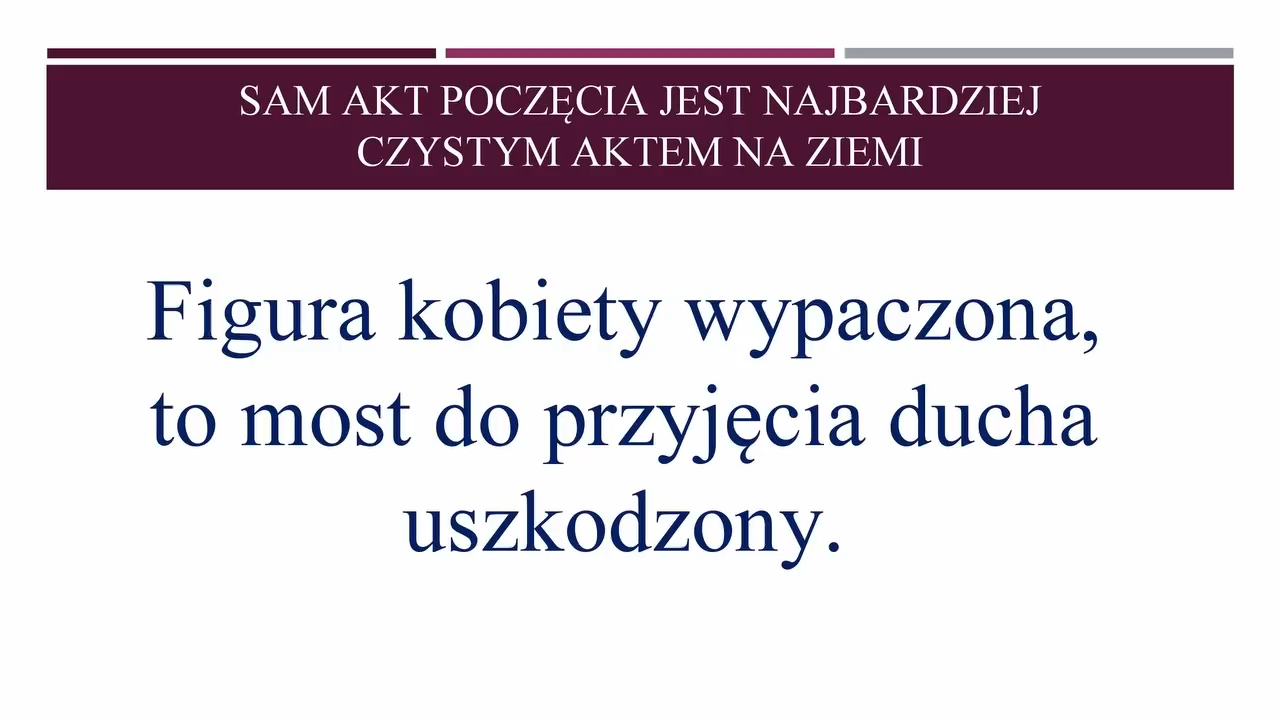 SAM AKT POCZĘCIA JEST NAJBARDZIEJ
CZYSTYM AKTEM NA ZIEMI
Figura kobiety wypaczona,
to most do przyjęcia ducha
uszkodzony.